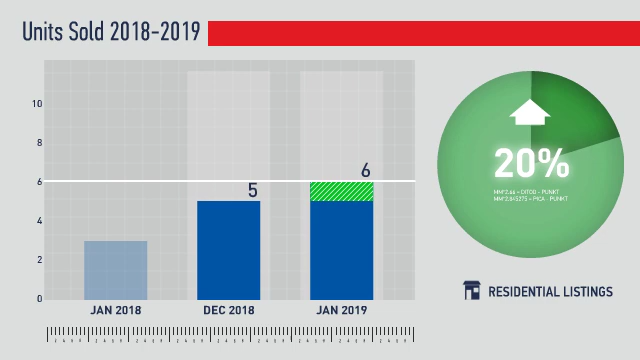 Units Sold 2018-2019
10
8
6
4
2
0
5
6
JAN 2018
DEC 2018
JAN 2019
20%
RESIDENTIAL LISTINGS